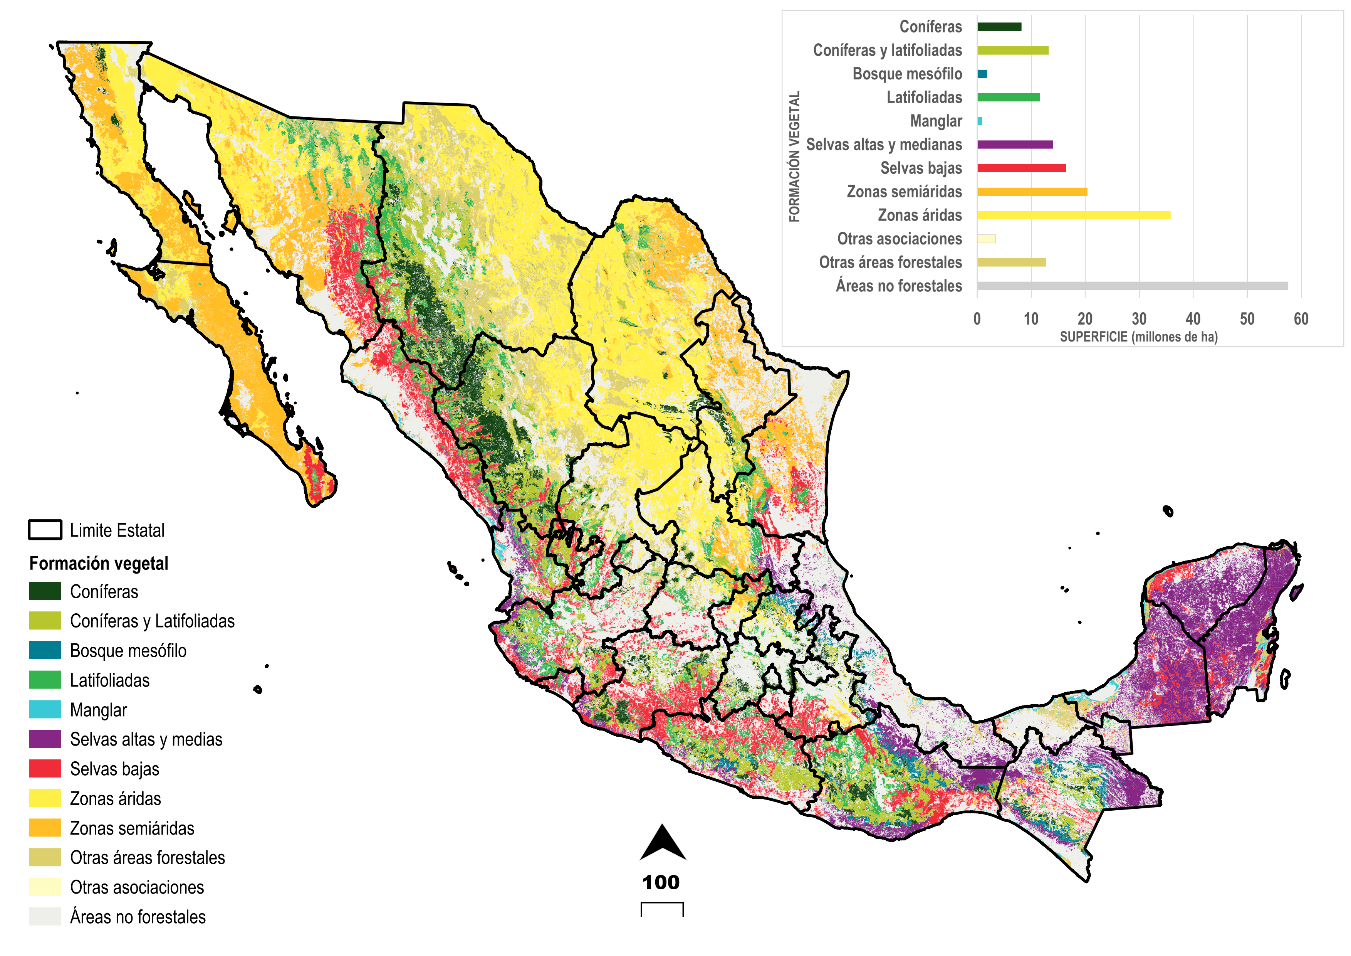 Coníferas
Coníferas y latifoliadas
Bosque mesófilo
Latifoliadas
Manglar
Selvas altas y medianas
Selvas bajas
Zonas semiáridas
Zonas áridas
Otras asociaciones
Otras áreas forestales
Áreas no forestales
FORMACIÓN VEGETAL
0 10 20 30 40 50 60
SUPERFICIE (millones de ha)
Limite Estatal
Formación vegetal
Coníferas
Coníferas y Latifoliadas
Bosque mesófilo
Latifoliadas
Manglar
Selvas altas y medias
Selvas bajas
Zonas áridas
Zonas semiáridas
Otras áreas forestales
Otras asociaciones
Áreas no forestales
100